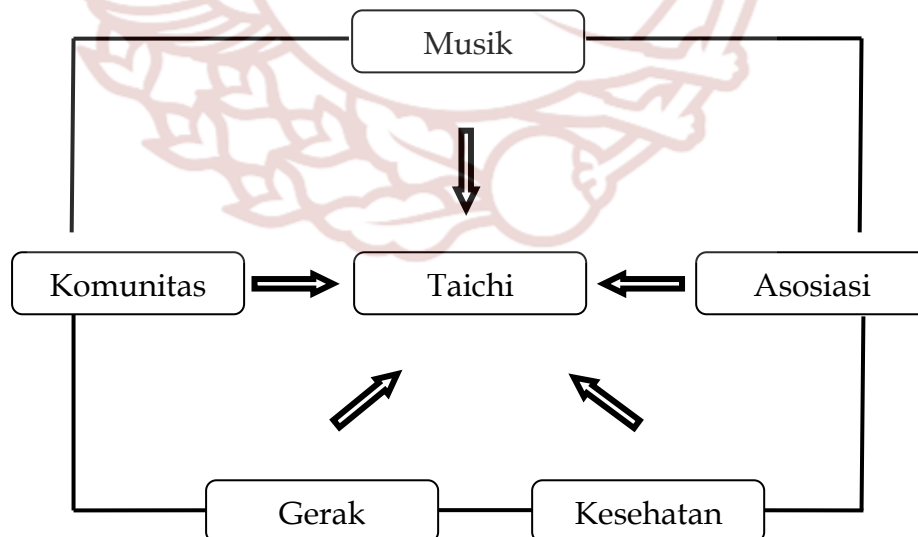 Musik
Komunitas
Taichi
Asosiasi
Gerak
Kesehatan